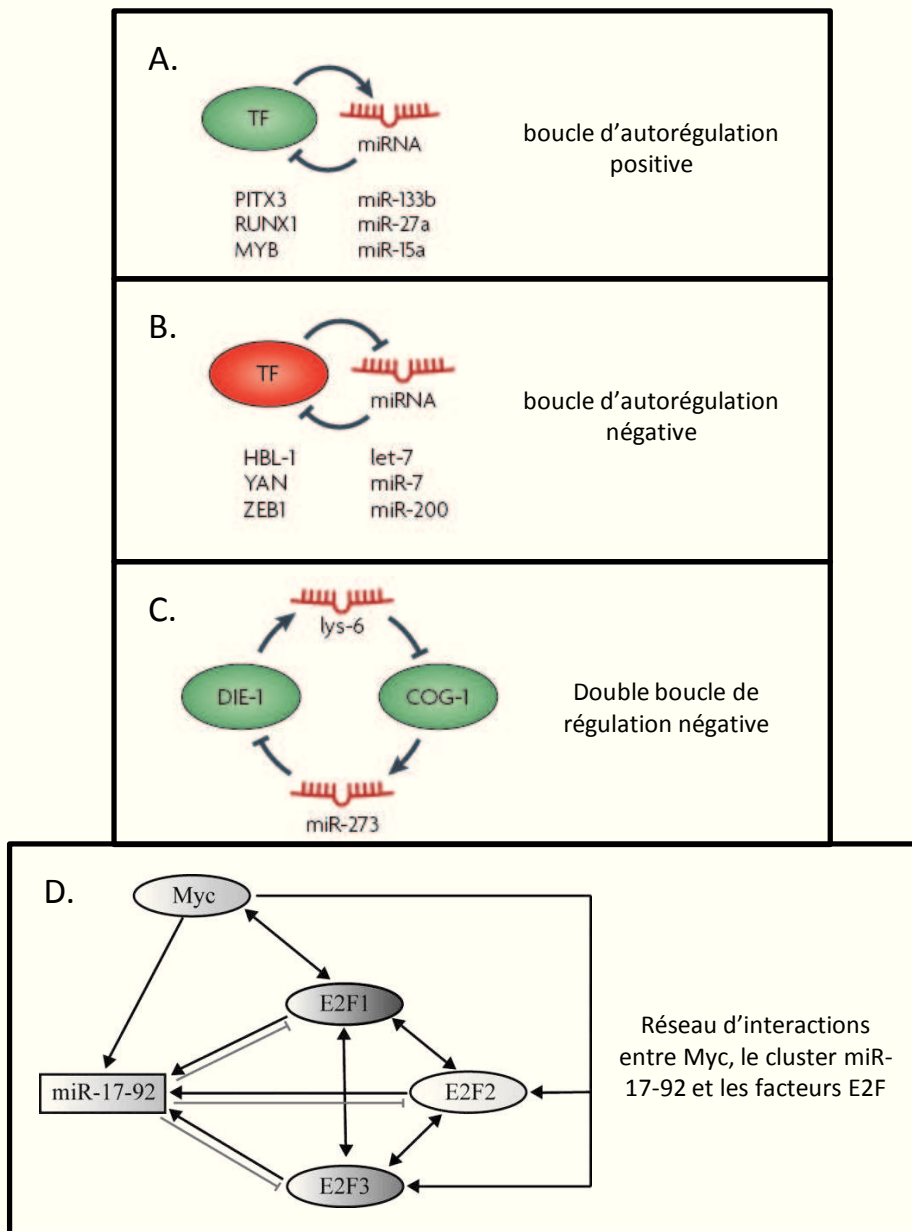 A.
TF
miRNA
PITX3 miR-133b
RUNX1 miR-27a
MYB miR-15a
boucle d'autorégulation
positive
B.
TF
miRNA
HBL-1 let-7
YAN miR-7
ZEB1 miR-200
boucle d'autorégulation
négative
C.
lys-6
DIE-1
COG-1
miR-273
Double boucle de
régulation négative
D.
Myc
E2F1
miR-17-92
E2F2
E2F3
Réseau d'interactions
entre Myc, le cluster miR-
17-92 et les facteurs E2F